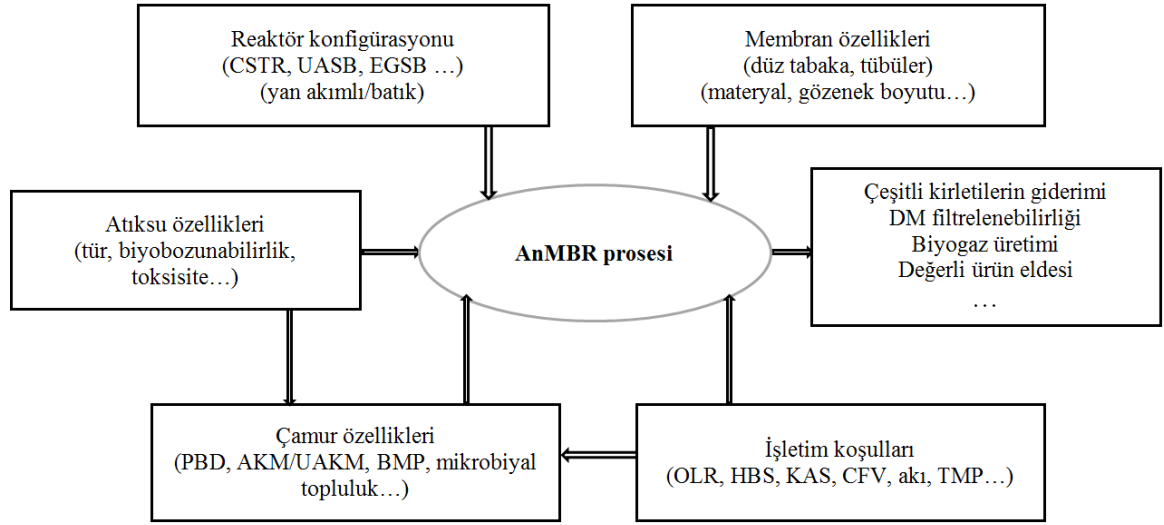 Reaktör konfigürasyonu
(CSTR, UASB, EGSB …)
(yan akımlı/batık)
Membran özellikleri
(düz tabaka, tübüler)
(materyal, gözenek boyutu…)
Atıksu özellikleri
(tür, biyobozunabilirlik,
toksisite…)
AnMBR prosesi
Çeşitli kirletilerin giderimi
DM filtrelenebilirliği
Biyogaz üretimi
Değerli ürün eldesi
…
Çamur özellikleri
(PBD, AKM/UAKM, BMP, mikrobiyal
topluluk…)
İşletim koşulları
(OLR, HBS, KAS, CFV, akı, TMP…)